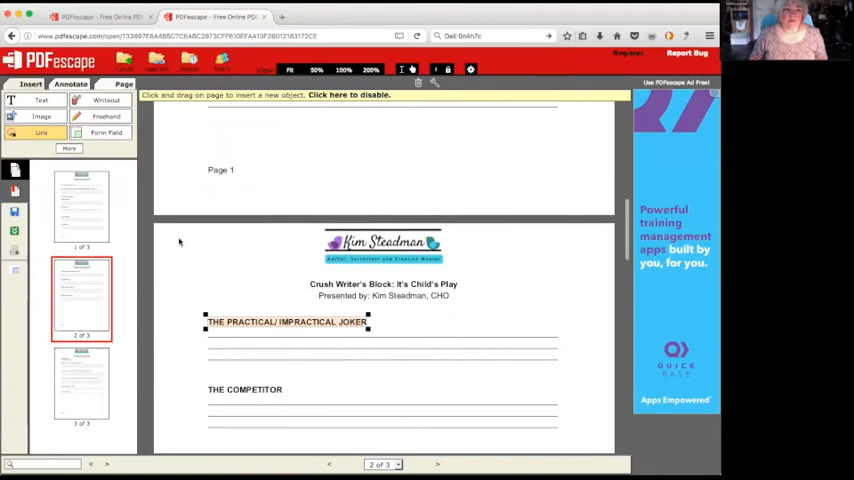 PDFescape - Free Online PDF
PDFescape - Free Online PDF
https://www.pdfescape.com/open/
Dell 0n4h7c
PDFescape
View
Fit
50%
100%
200%
Register
Report Bug
Insert
Annotate
Page
Click and drag on page to insert a new object. Click here to disable.
Use PDFescape Ad Free!
Text
Whiteout
Image
Freehand
Link
Form Field
More
Page 1
1 of 3
2 of 3
3 of 3
Kim Steadman
Crush Writer's Block: It's Child's Play
Presented by: Kim Steadman, CHO
THE PRACTICAL/ IMPRACTICAL JOKER
THE COMPETITOR
2 of 3
Powerful
training
management
apps built by
you, for you.
QUICK
BASE
Apps Empowered